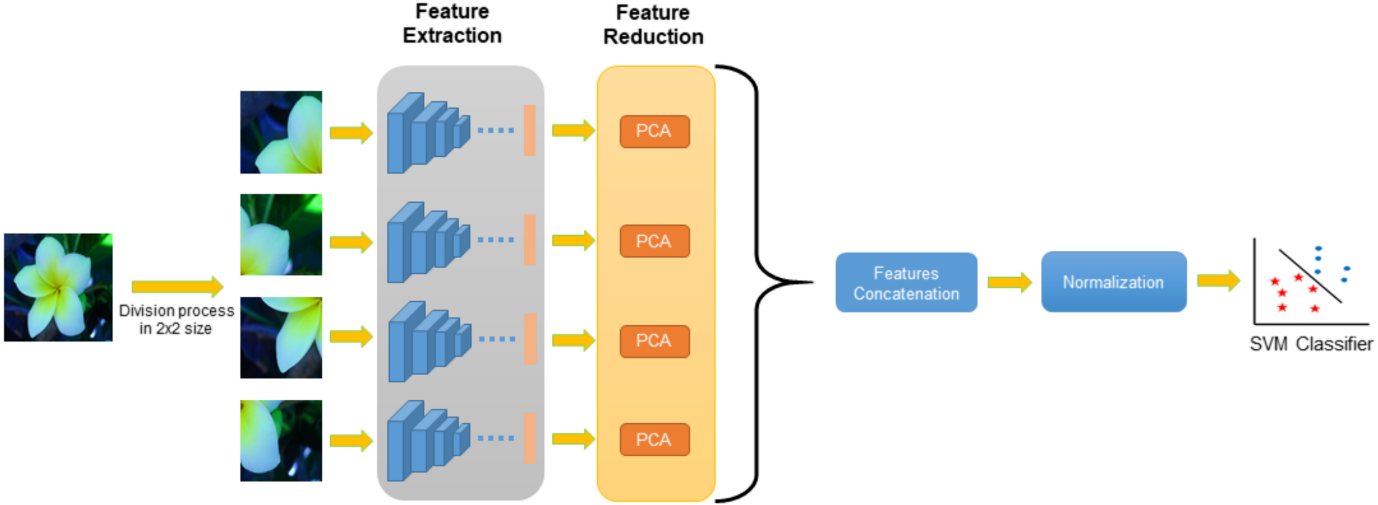 Feature
Extraction
Feature
Reduction
Division process
in 2x2 size
PCA
PCA
PCA
PCA
Features
Concatenation
Normalization
SVM Classifier